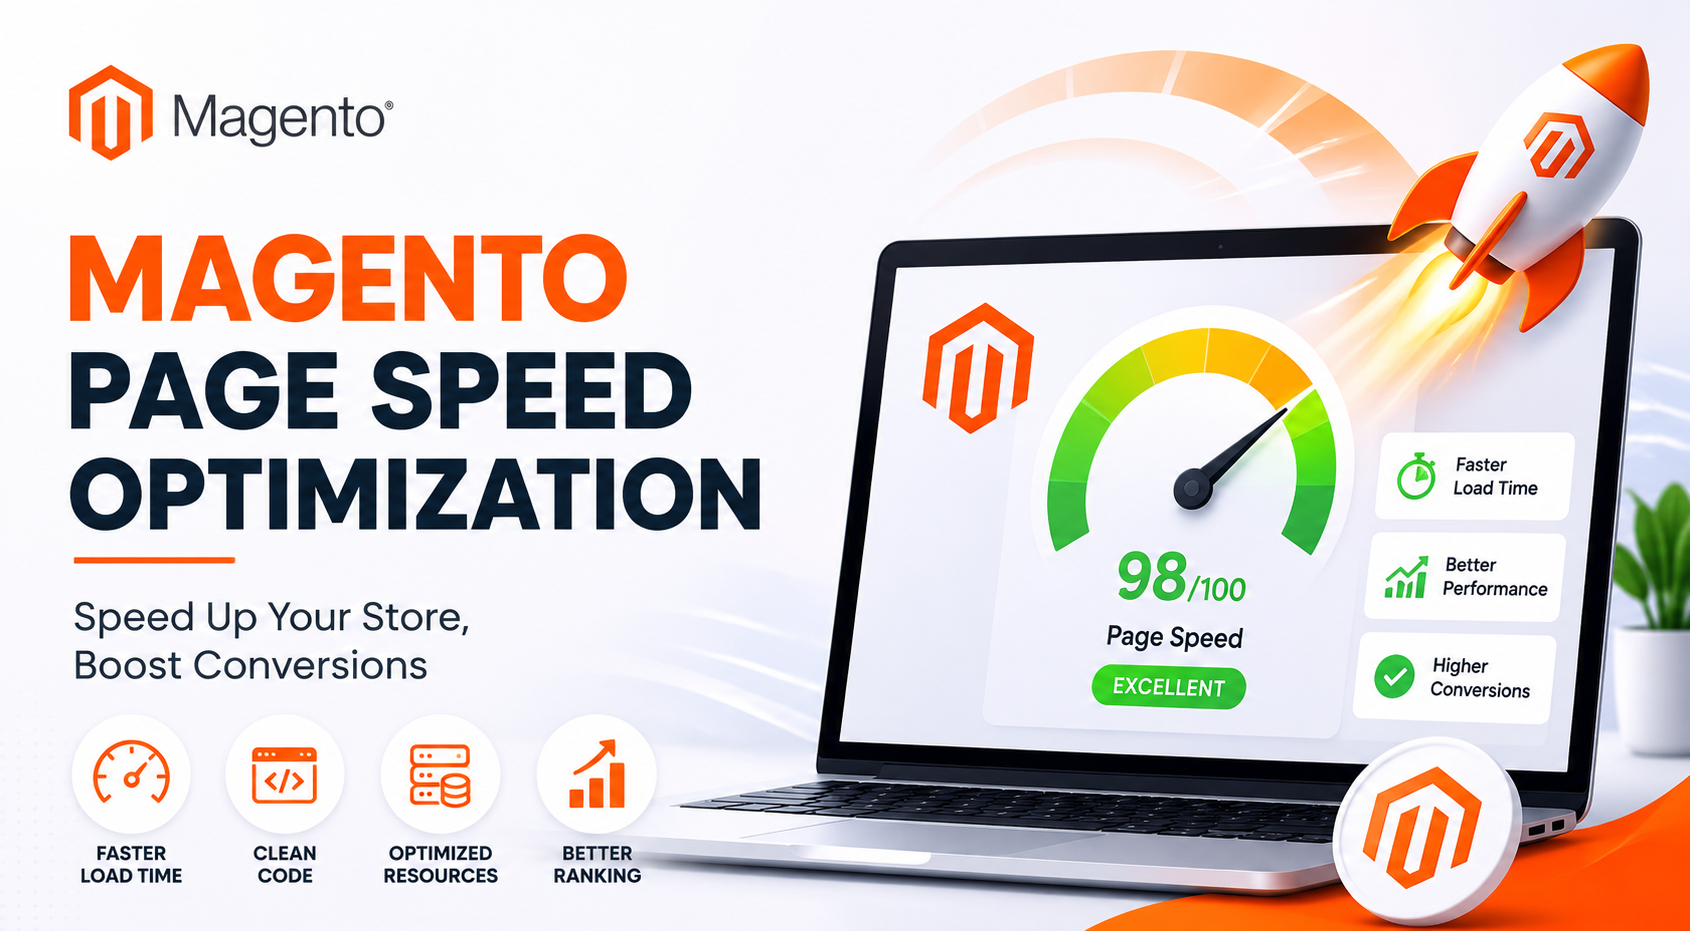 Magento®
MAGENTO
PAGE SPEED
OPTIMIZATION
Speed Up Your Store,
Boost Conversions
FASTER
LOAD TIME
CLEAN
CODE
OPTIMIZED
RESOURCES
BETTER
RANKING
98/100
Page Speed
EXCELLENT
Faster
Load Time
Better
Performance
Higher
Conversions